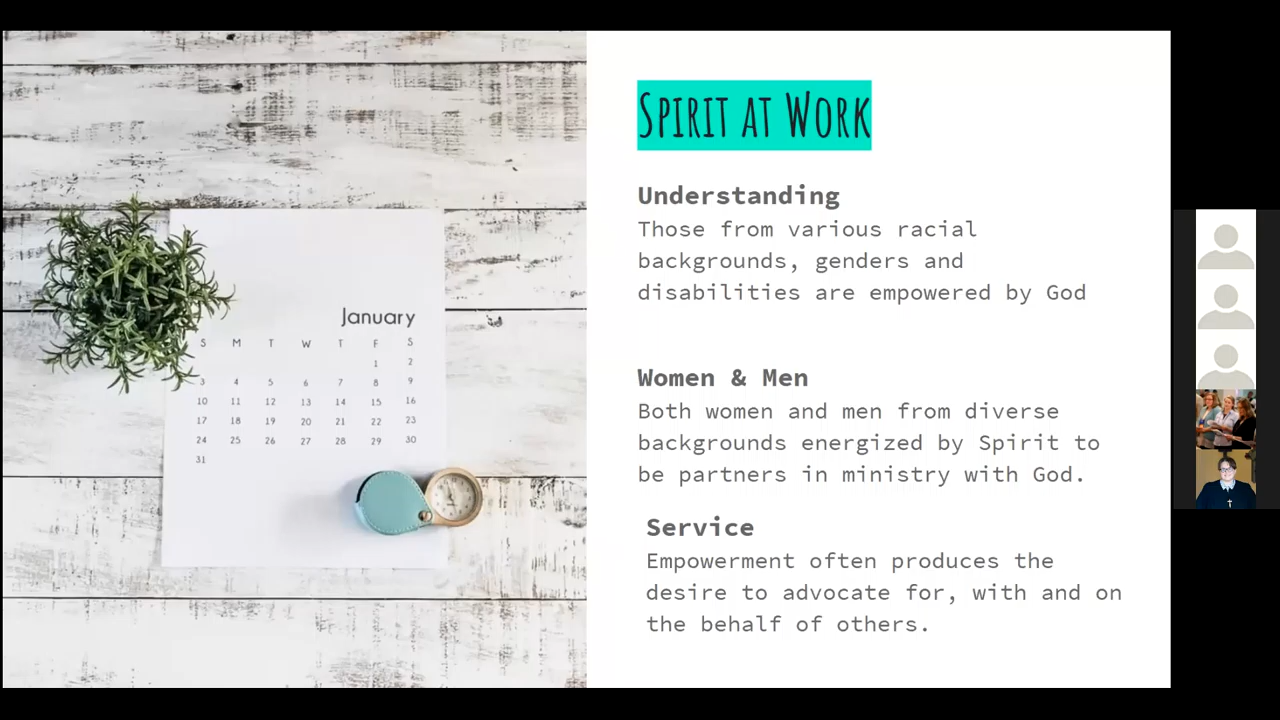 Spirit at Work
Understanding
Those from various racial
backgrounds, genders and
disabilities are empowered by God
Women & Men
Both women and men from diverse
backgrounds energized by Spirit to
be partners in ministry with God.
Service
Empowerment often produces the
desire to advocate for, with and on
the behalf of others.
January
S M T W T F S
1 2
3 4 5 6 7 8 9
10 11 12 13 14 15 16
17 18 19 20 21 22 23
24 25 26 27 28 29 30
31